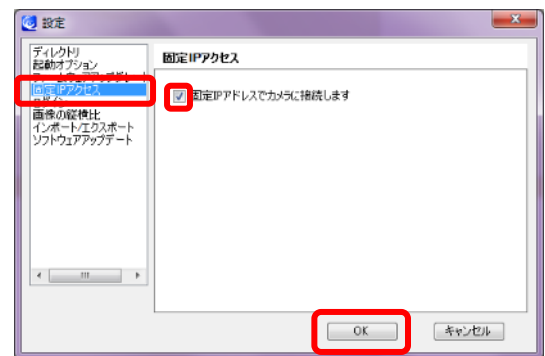 設定
ディレクトリ
起動オプション
固定IPアクセス
画像の縦横比
インポート/エクスポート
ソフトウェアアップデート
固定IPアクセス
固定IPアドレスでカメラに接続します
OK
キャンセル